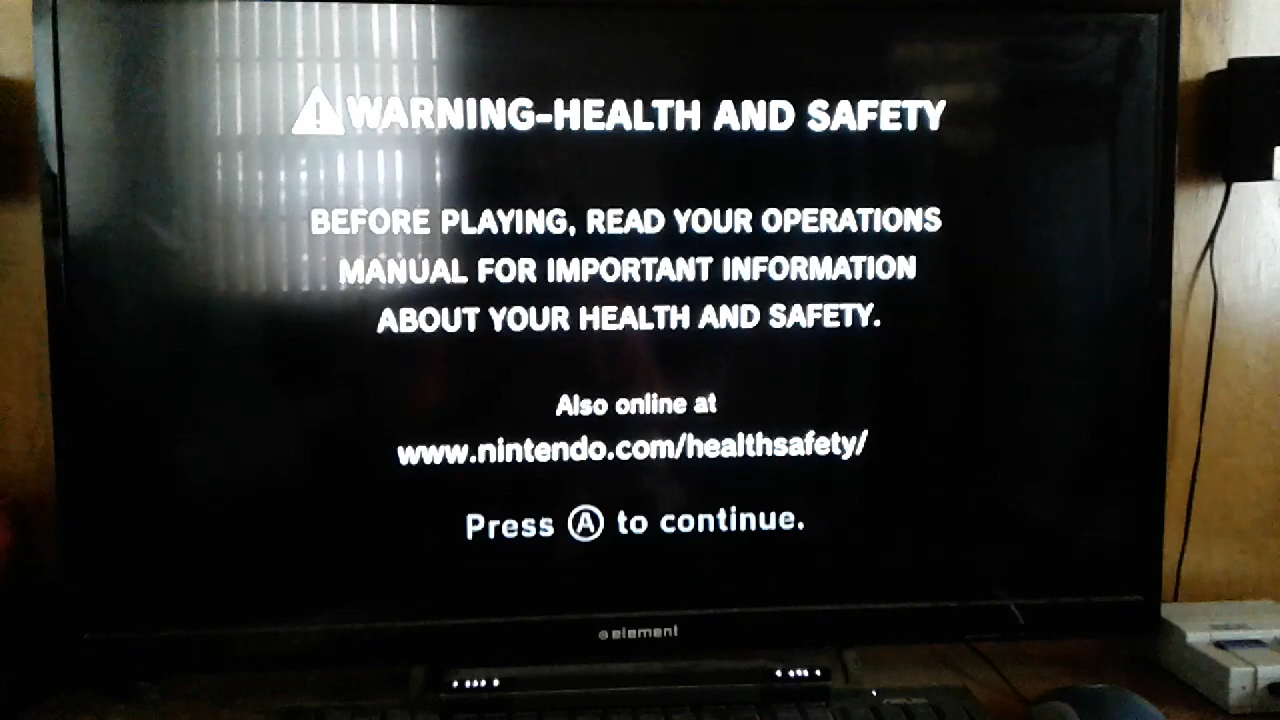 WARNING-HEALTH AND SAFETY
BEFORE PLAYING, READ YOUR OPERATIONS
MANUAL FOR IMPORTANT INFORMATION
ABOUT YOUR HEALTH AND SAFETY.
Also online at
www.nintendo.com/healthsafety/
Press Ⓐ to continue.
element